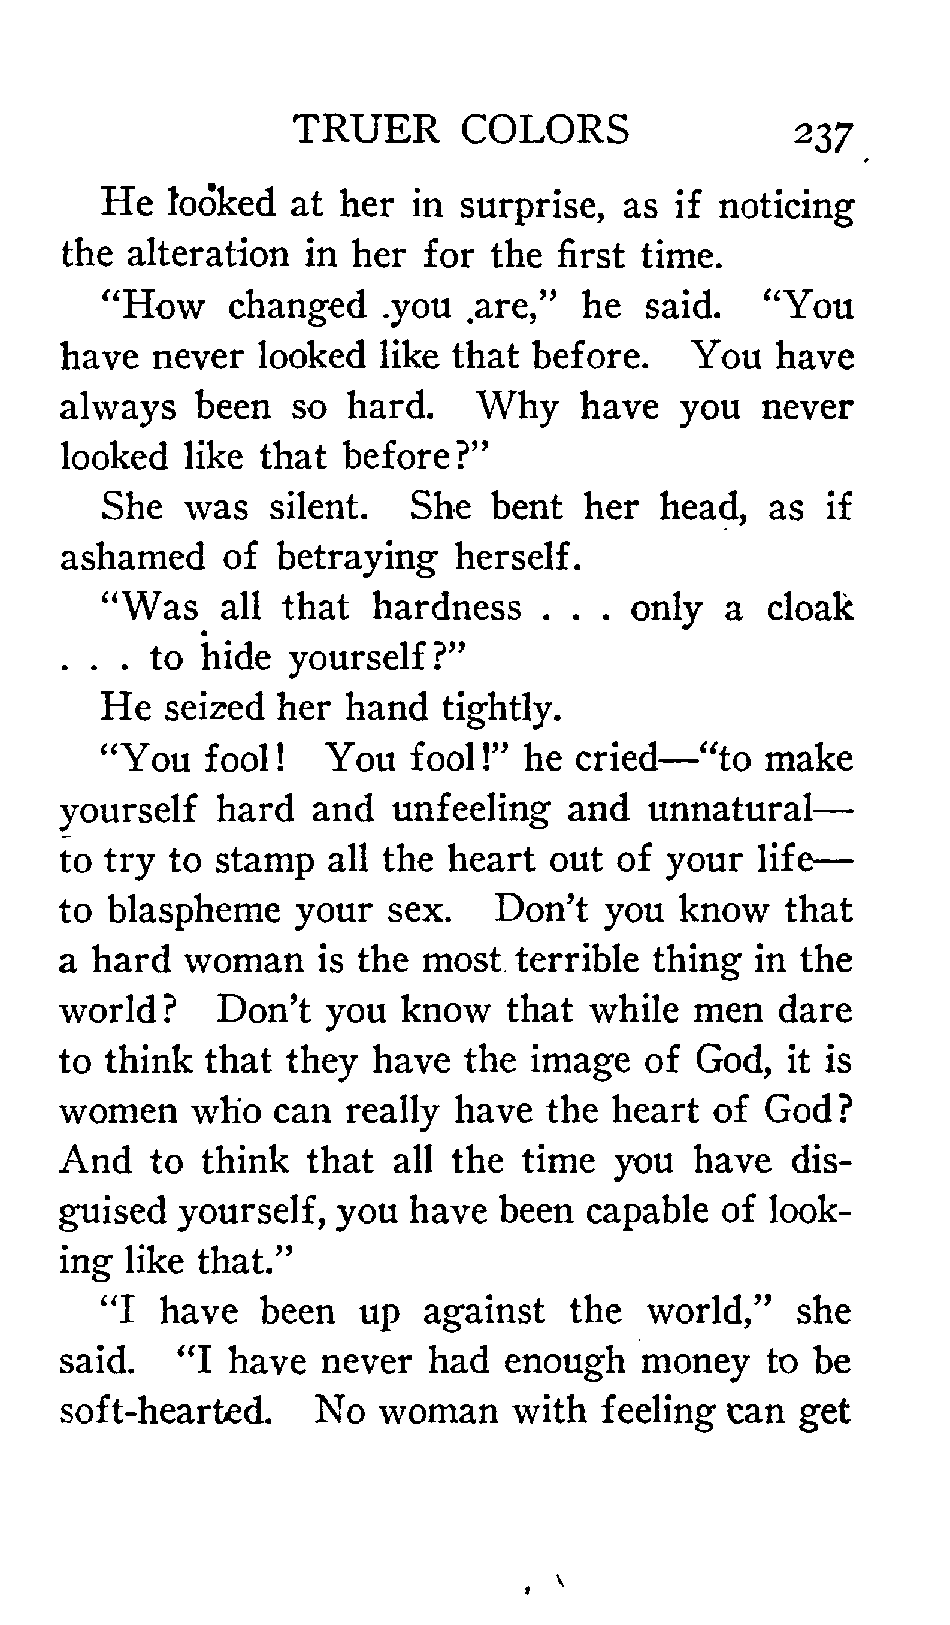 TRUER COLORS 237
He looked at her in surprise, as if noticing
the alteration in her for the first time.
"How changed you are," he said. "You
have never looked like that before. You have
always been so hard. Why have you never
looked like that before?"
She was silent. She bent her head, as if
ashamed of betraying herself.
"Was all that hardness . . . only a cloak
. . . to hide yourself?"
He seized her hand tightly.
"You fool! You fool!" he cried—"to make
yourself hard and unfeeling and unnatural—
to try to stamp all the heart out of your life—
to blaspheme your sex. Don't you know that
a hard woman is the most terrible thing in the
world? Don't you know that while men dare
to think that they have the image of God, it is
women who can really have the heart of God?
And to think that all the time you have dis-
guised yourself, you have been capable of look-
ing like that."
"I have been up against the world," she
said. "I have never had enough money to be
soft-hearted. No woman with feeling can get